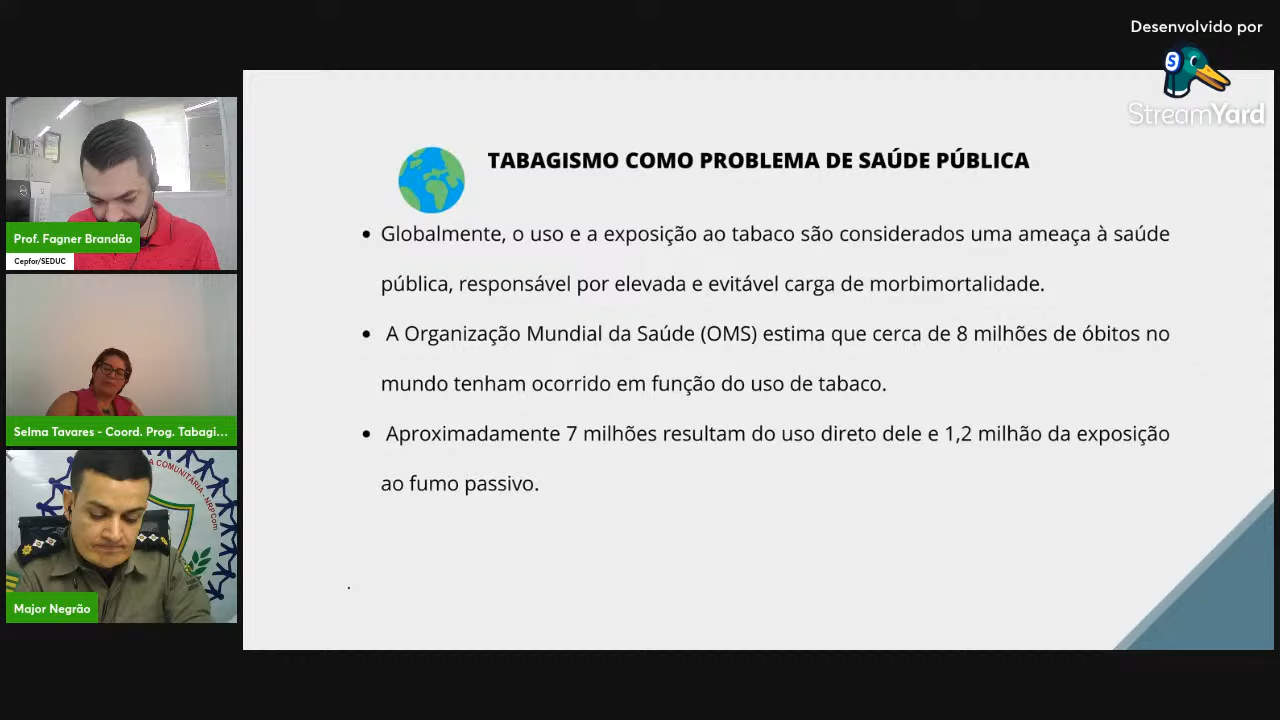 Desenvolvido por
StreamYard
Prof. Fagner Brandão
Cepfor/SEDUC
Selma Tavares - Coord. Prog. Tabagi...
COMUNITÁRIA - NRPCom
Major Negrão
TABAGISMO COMO PROBLEMA DE SAÚDE PÚBLICA
• Globalmente, o uso e a exposição ao tabaco são considerados uma ameaça à saúde
pública, responsável por elevada e evitável carga de morbimortalidade.
• A Organização Mundial da Saúde (OMS) estima que cerca de 8 milhões de óbitos no
mundo tenham ocorrido em função do uso de tabaco.
• Aproximadamente 7 milhões resultam do uso direto dele e 1,2 milhão da exposição
ao fumo passivo.
.